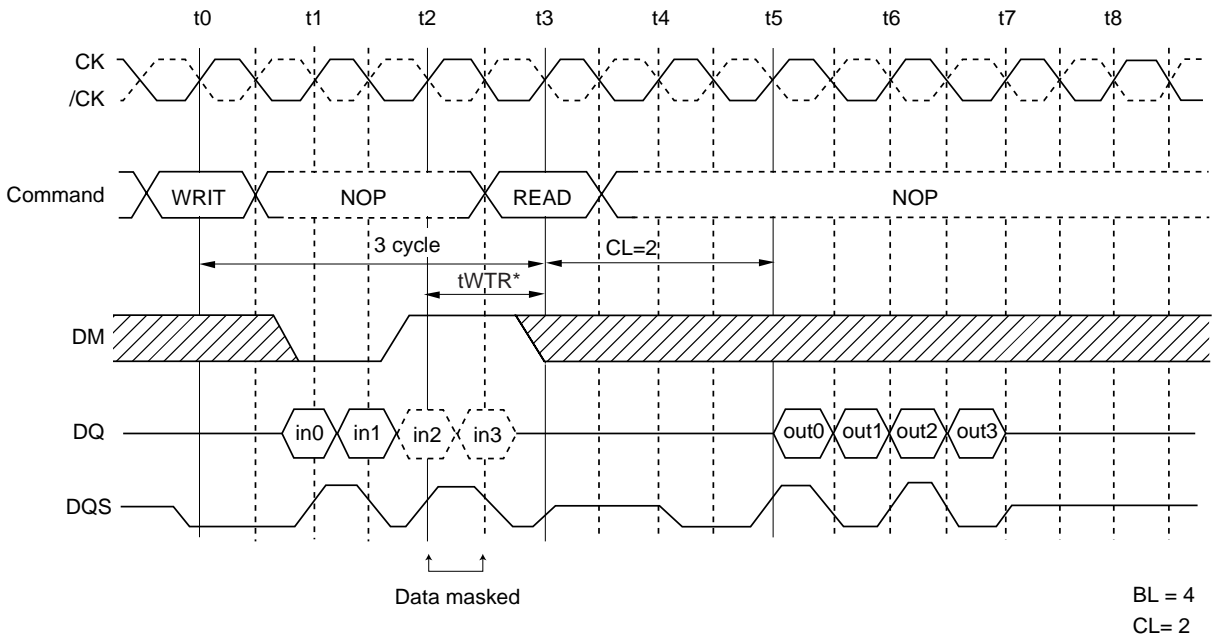 t0 t1 t2 t3 t4 t5 t6 t7 t8
CK
/CK
Command WRIT NOP READ NOP
3 cycle CL=2
tWTR*
DM
DQ in0 in1 in2 in3 out0 out1 out2 out3
DQS
Data masked
BL = 4
CL= 2